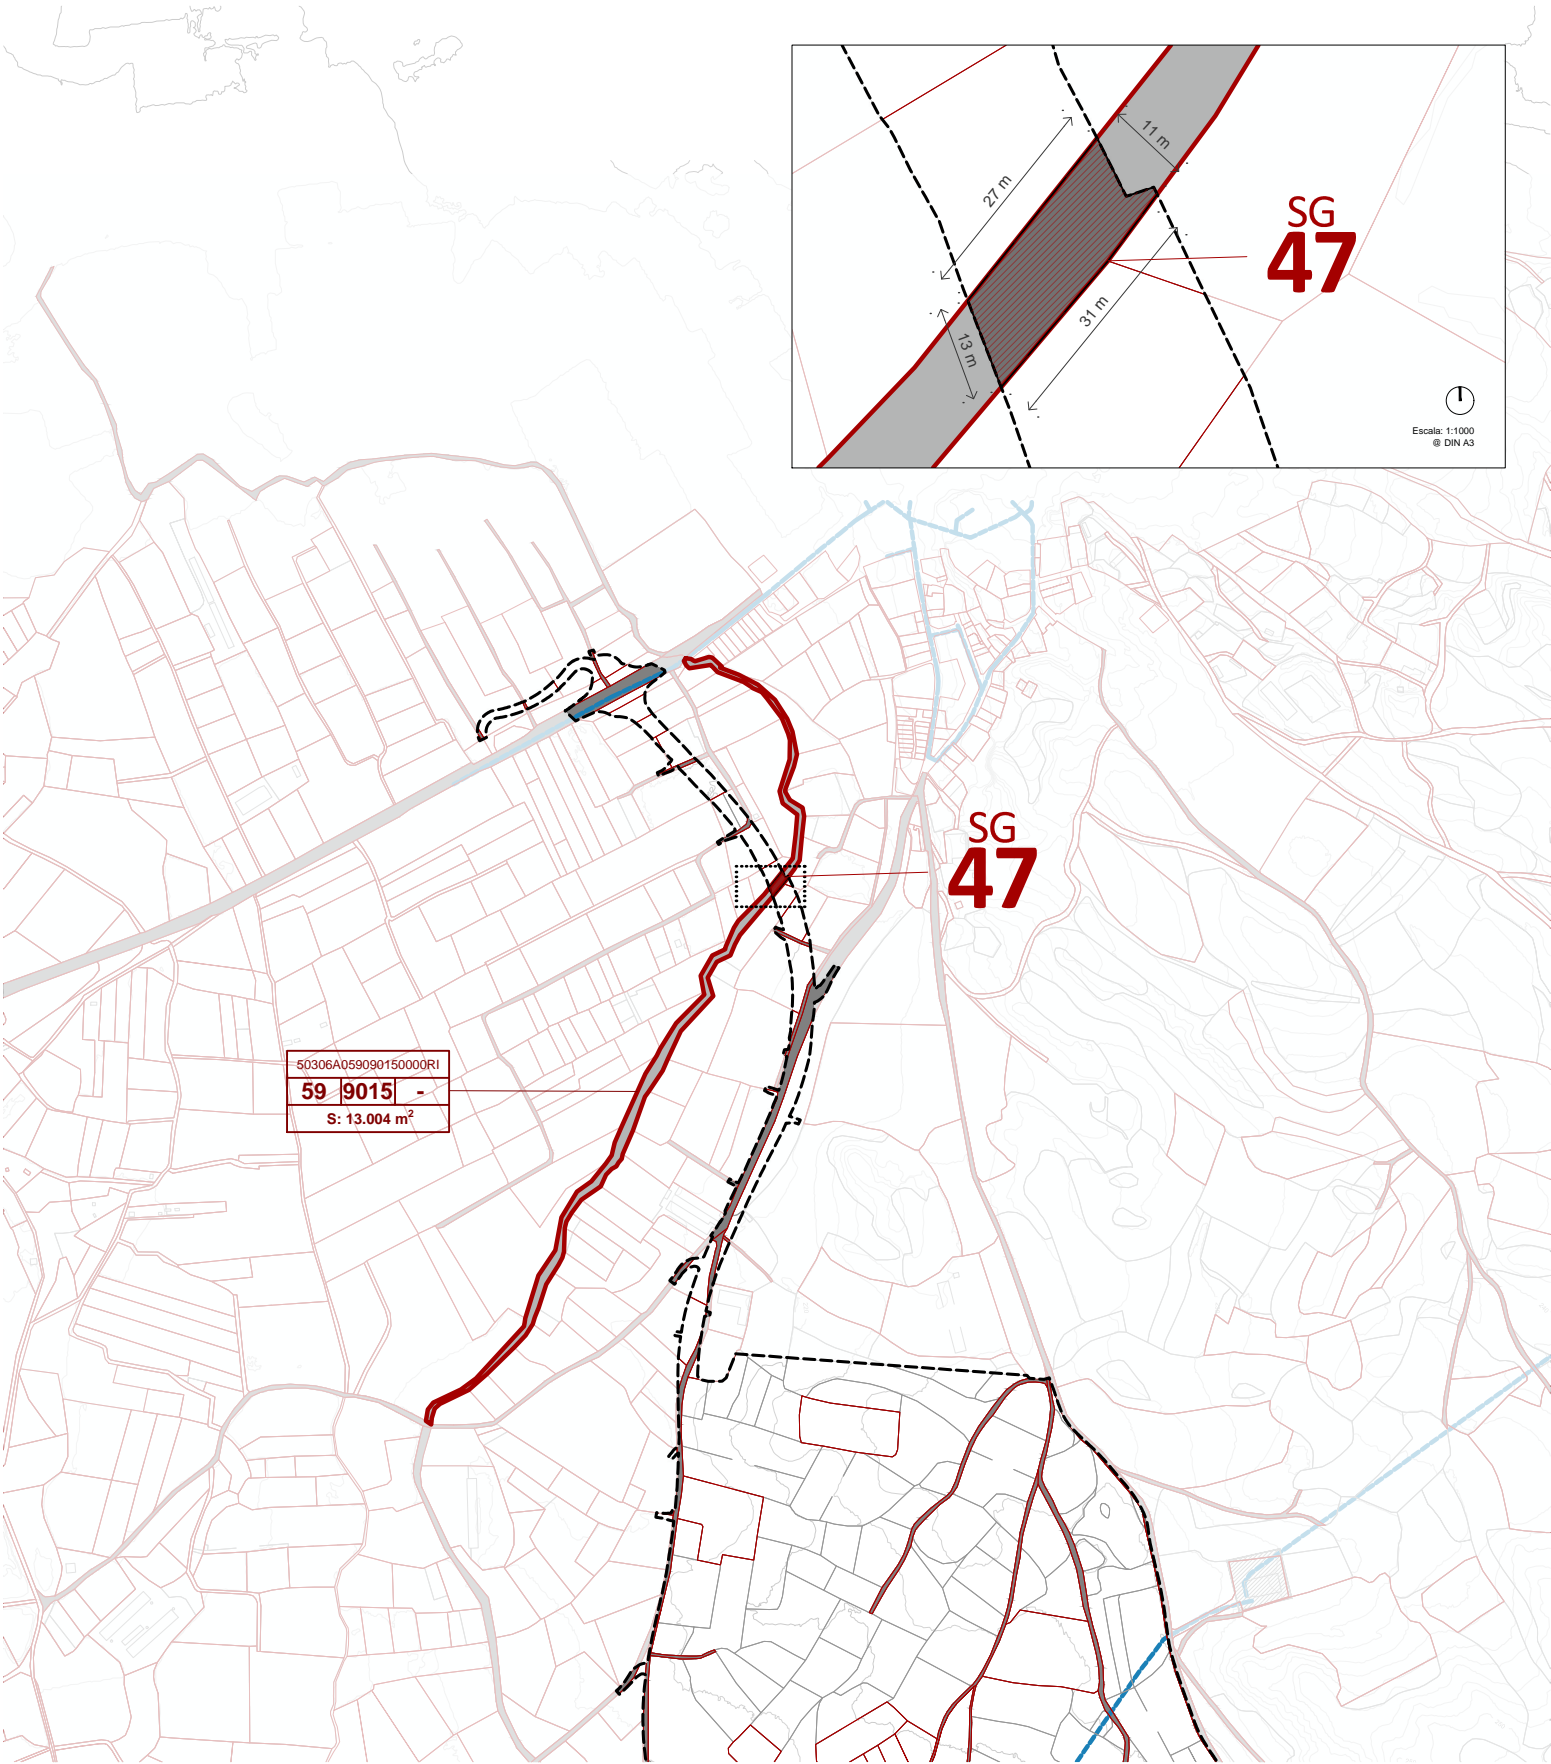 11 m
27 m
SG
47
31 m
13 m
Escala: 1:1000
@ DIN A3
SG
47
50306A059090150000RI
59 9015 -
S: 13.004 m²